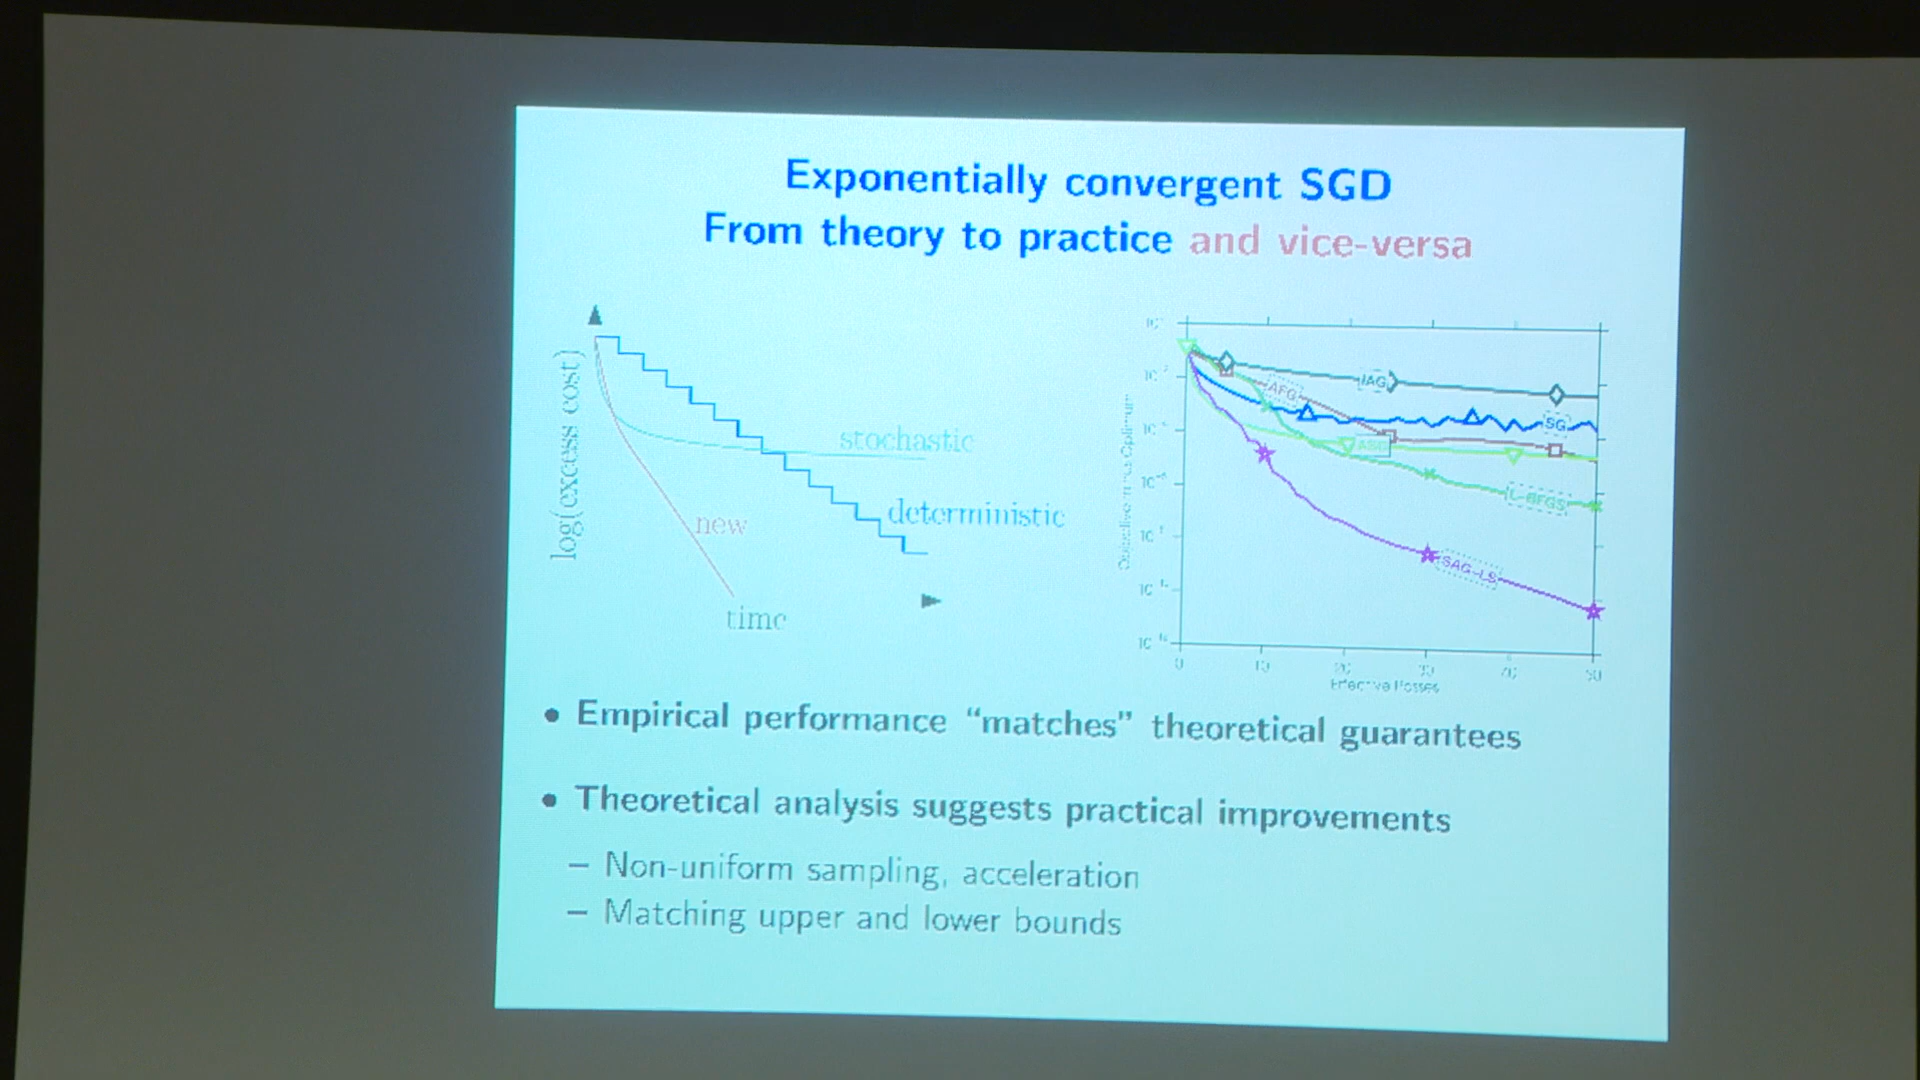 Exponentially convergent SGD
From theory to practice and vice-versa
log(excess cost)
stochastic
deterministic
new
time
IAG
AFG
SG
ASG
L-BFGS
SAG-LS
0
10
• Empirical performance “matches” theoretical guarantees
• Theoretical analysis suggests practical improvements
– Non-uniform sampling, acceleration
– Matching upper and lower bounds